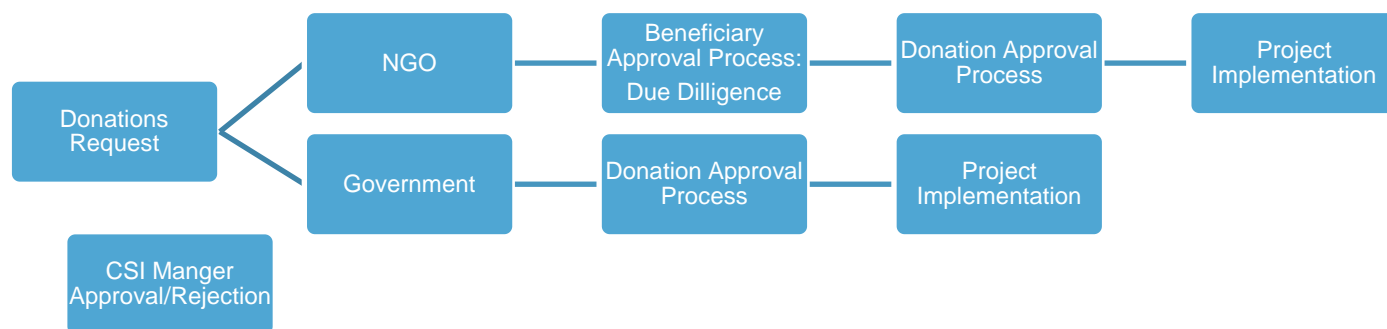 Donations
Request
NGO
Beneficiary
Approval Process:
Due Dilligence
Donation Approval
Process
Project
Implementation
Government
Donation Approval
Process
Project
Implementation
CSI Manger
Approval/Rejection